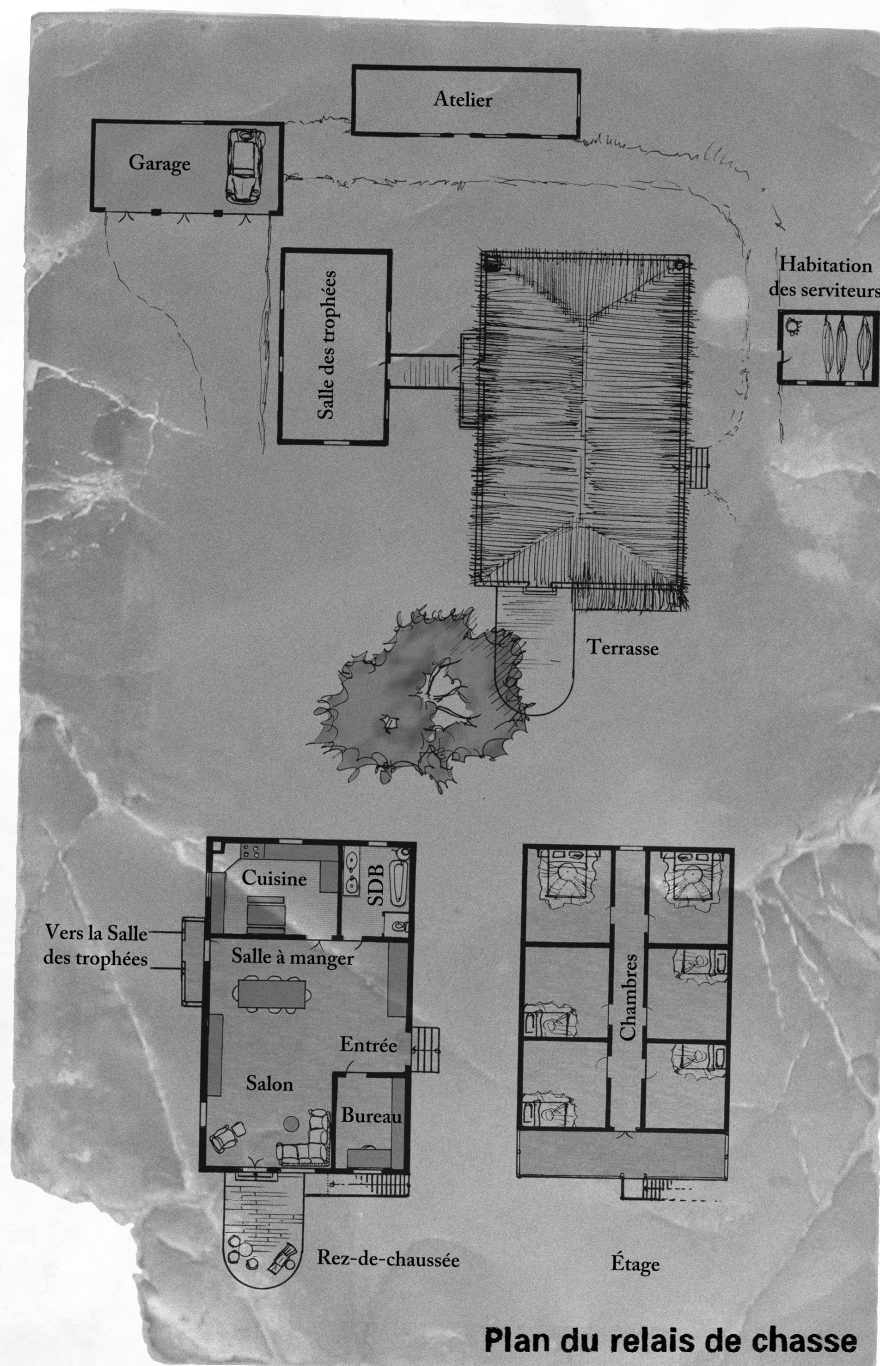 Atelier
Garage
Habitation
des serviteurs
Salle des trophées
Terrasse
Cuisine
SDB
Vers la Salle
des trophées
Salle à manger
Entrée
Salon
Bureau
Chambres
Rez-de-chaussée
Étage
Plan du relais de chasse